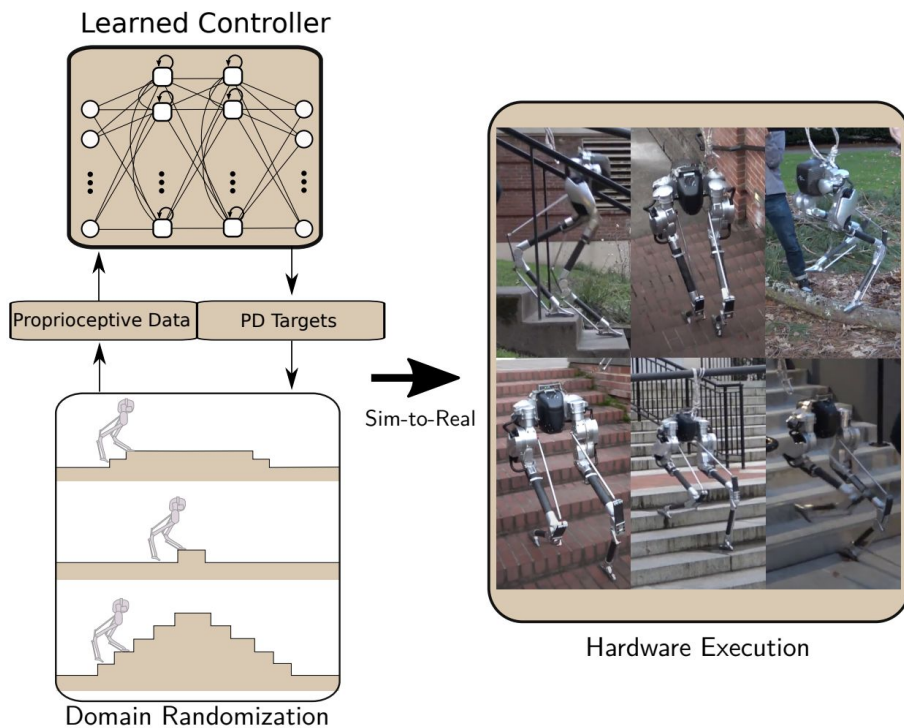 Learned Controller
Proprioceptive Data
PD Targets
Sim-to-Real
Domain Randomization
Hardware Execution